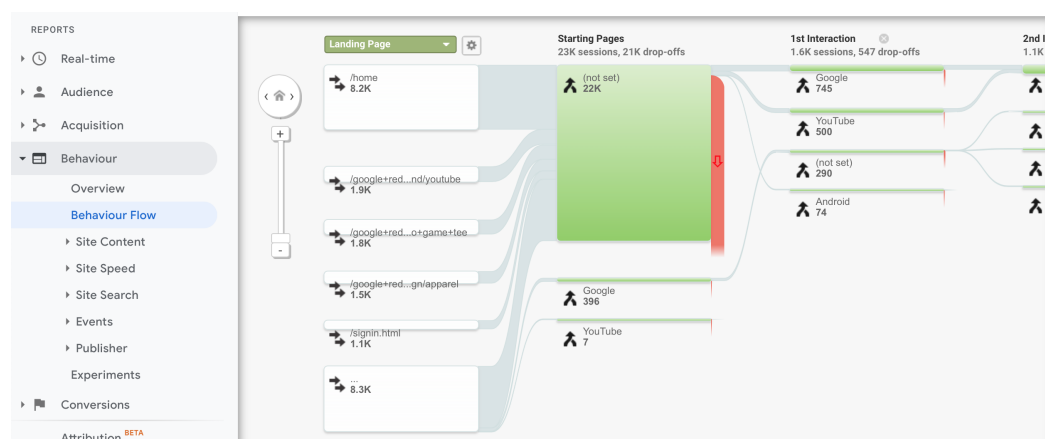 REPORTS
Real-time
Audience
Acquisition
Behaviour
Overview
Behaviour Flow
Site Content
Site Speed
Site Search
Events
Publisher
Experiments
Conversions
Attribution BETA
Landing Page
+
-
/home
8.2K
/google+red...nd/youtube
1.9K
/google+red...o+game+tee
1.8K
/google+red...gn/apparel
1.5K
/signin.html
1.1K
...
8.3K
Starting Pages
23K sessions, 21K drop-offs
(not set)
22K
Google
396
YouTube
7
1st Interaction
1.6K sessions, 547 drop-offs
Google
745
YouTube
500
(not set)
290
Android
74
2nd
1.1K